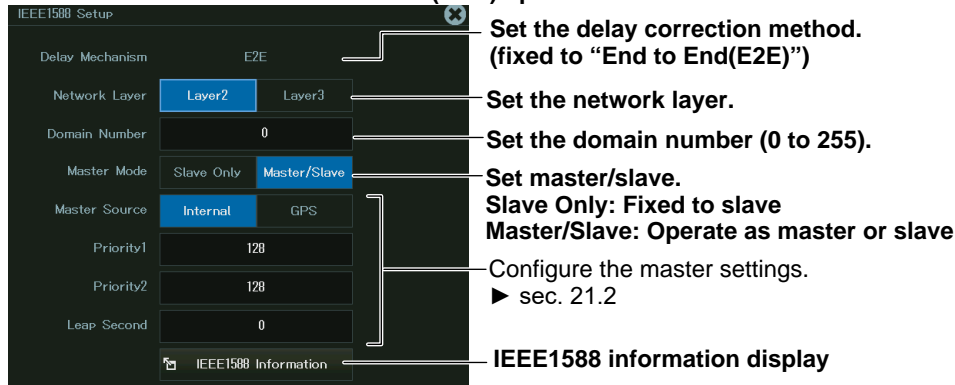 IEEE1588 Setup
Delay Mechanism E2E
Set the delay correction method.
(fixed to “End to End(E2E)”)
Network Layer Layer2 Layer3
Set the network layer.
Domain Number 0
Set the domain number (0 to 255).
Master Mode Slave Only Master/Slave
Set master/slave.
Slave Only: Fixed to slave
Master/Slave: Operate as master or slave
Master Source Internal GPS
Priority1 128
Priority2 128
Leap Second 0
Configure the master settings.
► sec. 21.2
IEEE1588 Information
IEEE1588 information display